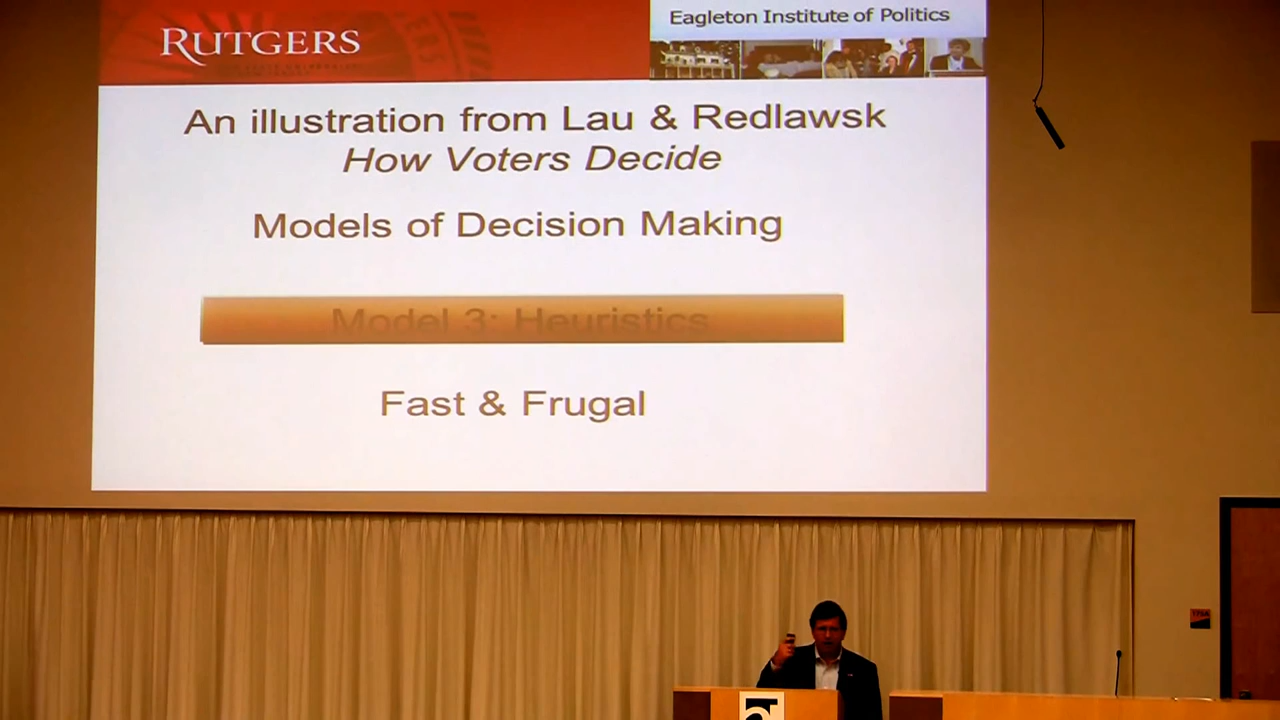 RUTGERS
Eagleton Institute of Politics
An illustration from Lau & Redlawsk
How Voters Decide
Models of Decision Making
Model 3: Heuristics
Fast & Frugal